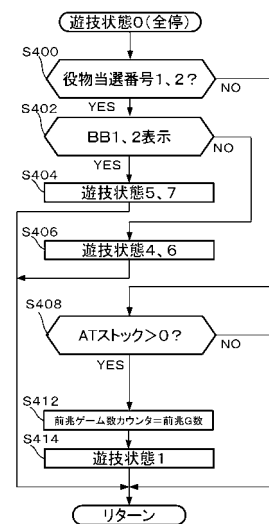 遊技状態0(全停)
S400
役物当選番号1、2?
NO
YES
S402
BB1、2表示
YES
S404
遊技状態5、7
S406
遊技状態4、6
S408
ATストック>0?
NO
YES
S412
前兆ゲーム数カウンタ=前兆G数
S414
遊技状態1
リターン